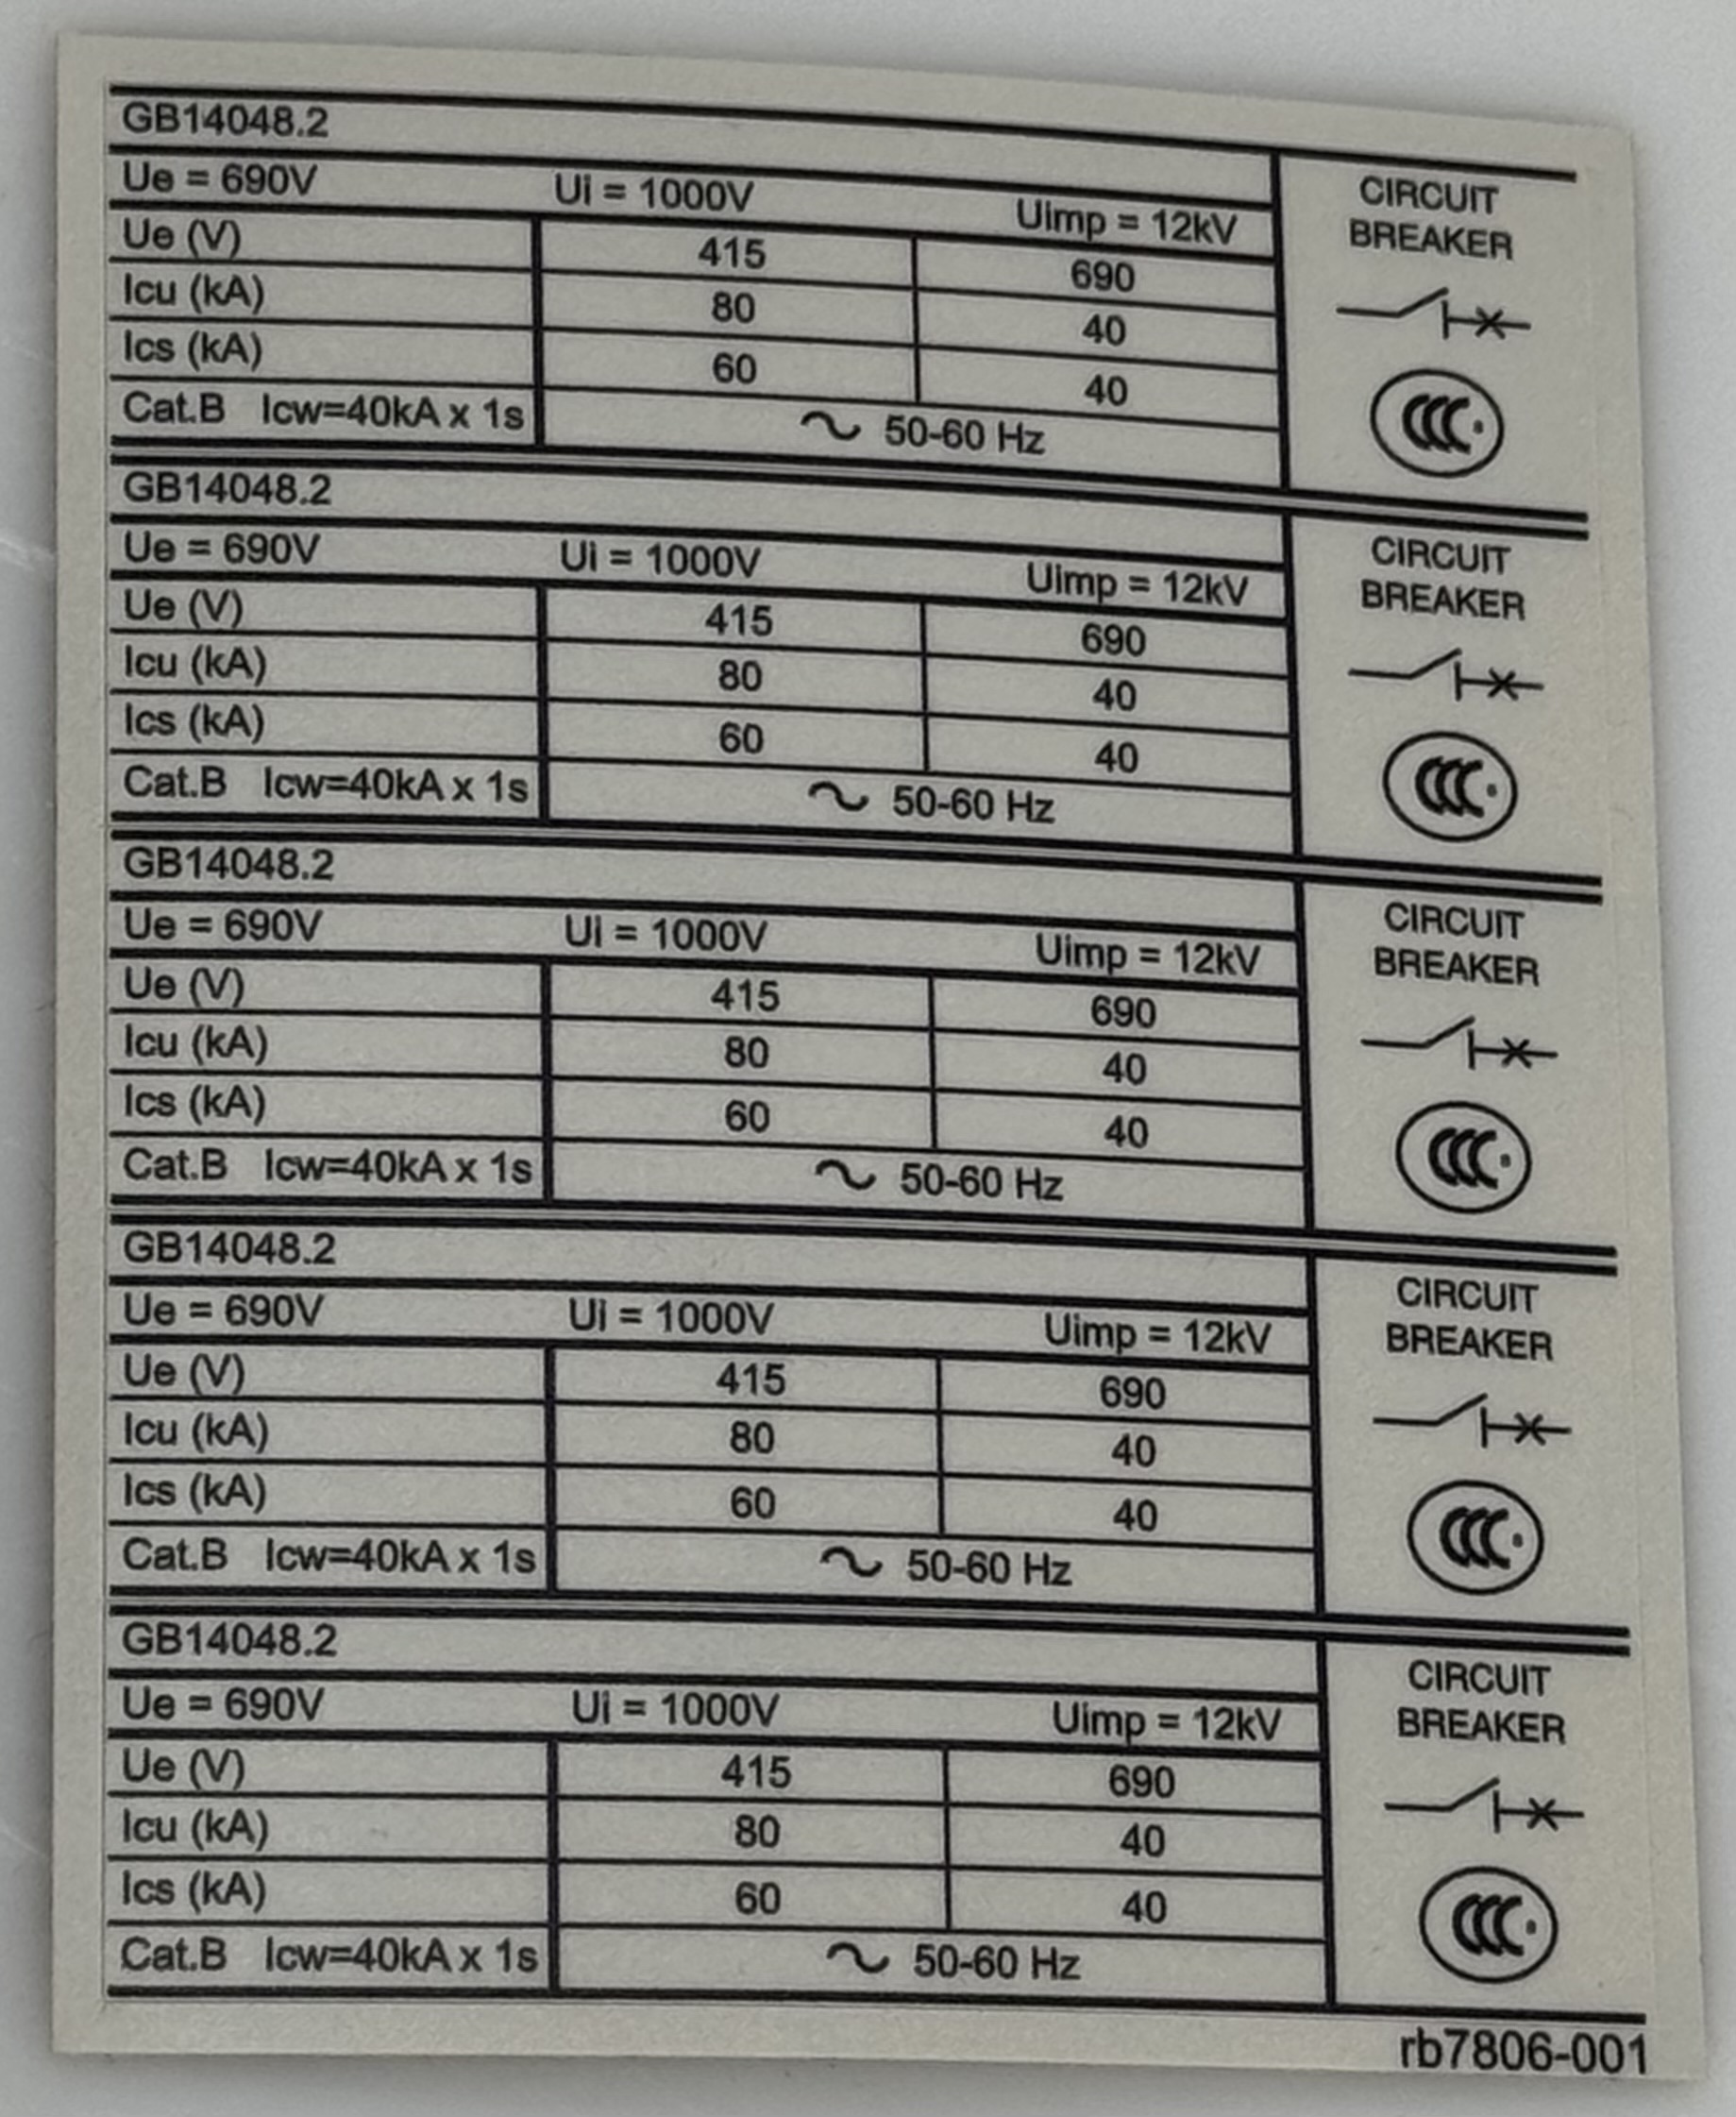 GB14048.2
Ue = 690V Ui = 1000V Uimp = 12kV
Ue (V) 415 690
Icu (kA) 80 40
Ics (kA) 60 40
Cat.B Icw=40kA x 1s ~ 50-60 Hz
CIRCUIT
BREAKER
CCC
GB14048.2
Ue = 690V Ui = 1000V Uimp = 12kV
Ue (V) 415 690
Icu (kA) 80 40
Ics (kA) 60 40
Cat.B Icw=40kA x 1s ~ 50-60 Hz
CIRCUIT
BREAKER
CCC
GB14048.2
Ue = 690V Ui = 1000V Uimp = 12kV
Ue (V) 415 690
Icu (kA) 80 40
Ics (kA) 60 40
Cat.B Icw=40kA x 1s ~ 50-60 Hz
CIRCUIT
BREAKER
CCC
GB14048.2
Ue = 690V Ui = 1000V Uimp = 12kV
Ue (V) 415 690
Icu (kA) 80 40
Ics (kA) 60 40
Cat.B Icw=40kA x 1s ~ 50-60 Hz
CIRCUIT
BREAKER
CCC
GB14048.2
Ue = 690V Ui = 1000V Uimp = 12kV
Ue (V) 415 690
Icu (kA) 80 40
Ics (kA) 60 40
Cat.B Icw=40kA x 1s ~ 50-60 Hz
CIRCUIT
BREAKER
CCC
rb7806-001